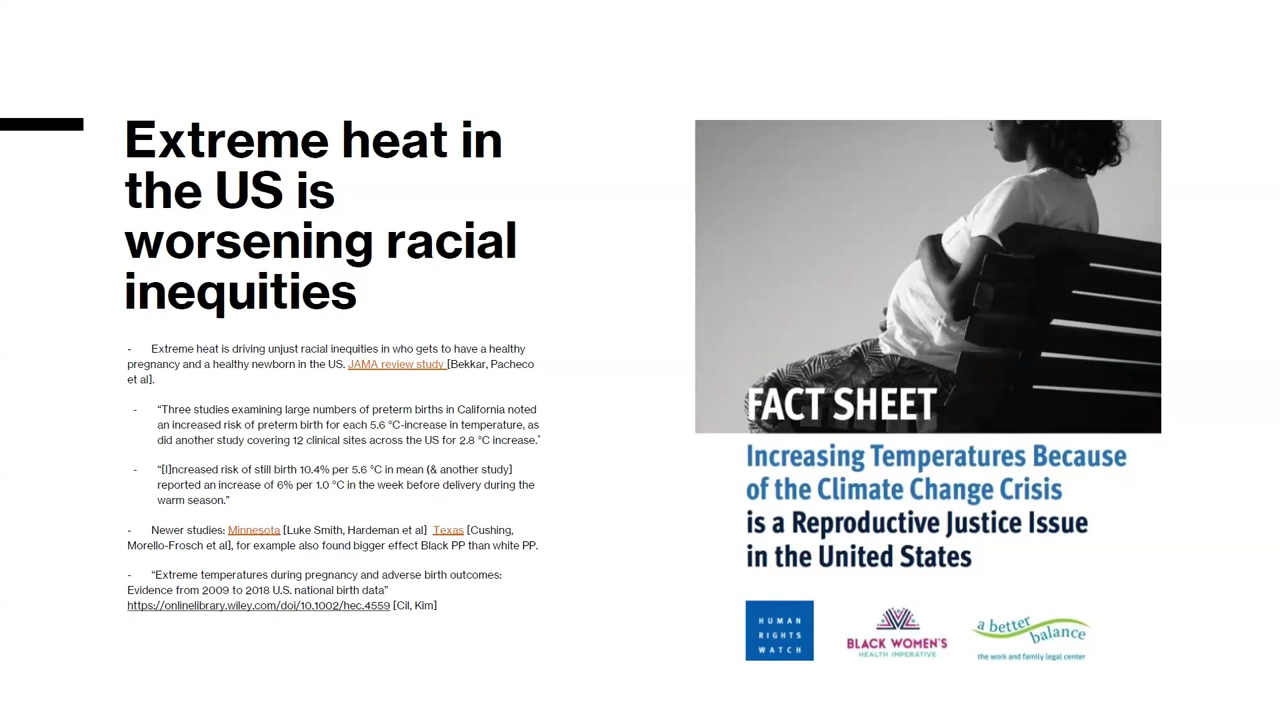 Extreme heat in
the US is
worsening racial
inequities
- Extreme heat is driving unjust racial inequities in who gets to have a healthy
pregnancy and a healthy newborn in the US. JAMA review study [Bekkar, Pacheco
et al].
- “Three studies examining large numbers of preterm births in California noted
an increased risk of preterm birth for each 5.6 °C-increase in temperature, as
did another study covering 12 clinical sites across the US for 2.8 °C increase.”
- “[I]ncreased risk of still birth 10.4% per 5.6 °C in mean (& another study]
reported an increase of 6% per 1.0 °C in the week before delivery during the
warm season.”
- Newer studies: Minnesota [Luke Smith, Hardeman et al] Texas [Cushing,
Morello-Frosch et al], for example also found bigger effect Black PP than white PP.
- “Extreme temperatures during pregnancy and adverse birth outcomes:
Evidence from 2009 to 2018 U.S. national birth data”
https://onlinelibrary.wiley.com/doi/10.1002/hec.4559 [Cil, Kim]
FACT SHEET
Increasing Temperatures Because
of the Climate Change Crisis
is a Reproductive Justice Issue
in the United States
HUMAN
RIGHTS
WATCH
BLACK WOMEN'S
HEALTH IMPERATIVE
a better
balance
the work and family legal center